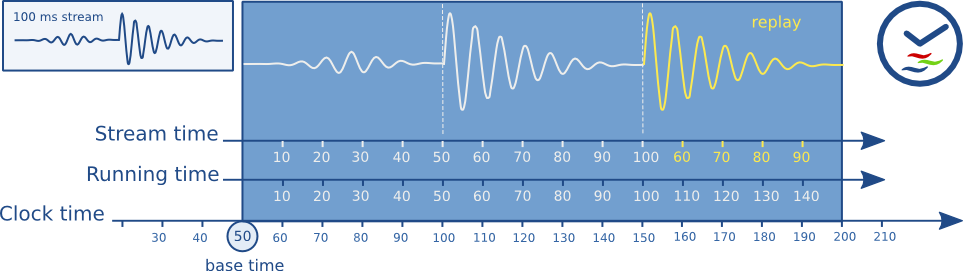 100 ms stream
replay
Stream time
10 20 30 40 50 60 70 80 90 100 60 70 80 90
Running time
10 20 30 40 50 60 70 80 90 100 110 120 130 140
Clock time
30 40 50 60 70 80 90 100 110 120 130 140 150 160 170 180 190 200 210
base time